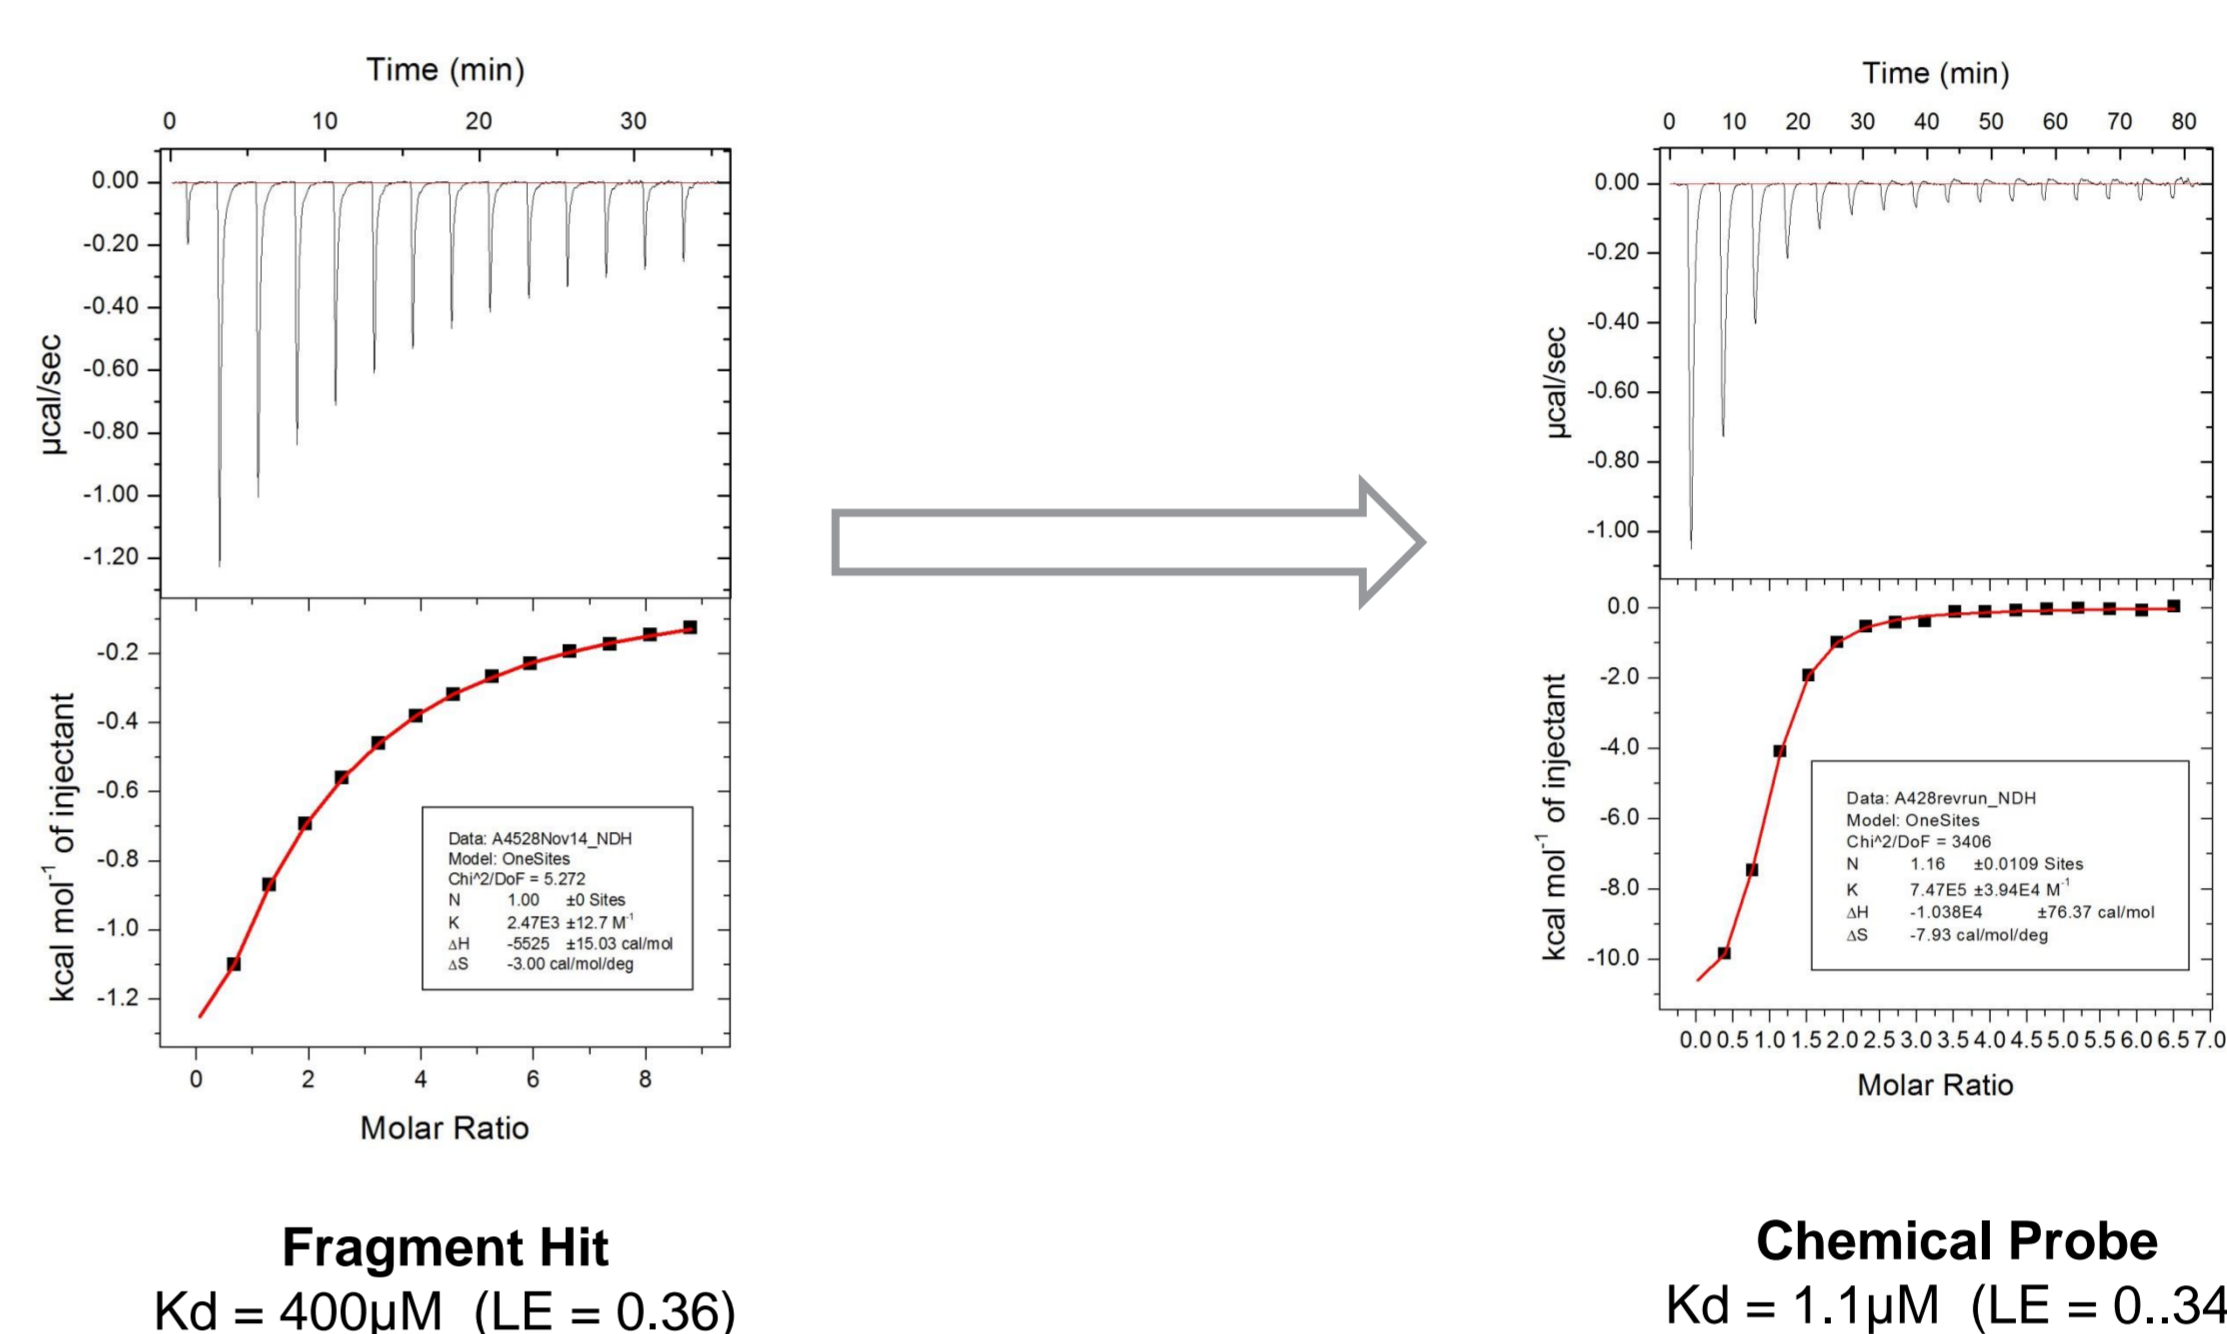 Time (min)
0 10 20 30
0.00
-0.20
-0.40
-0.60
-0.80
-1.00
-1.20
µcal/sec
-0.2
-0.4
-0.6
-0.8
-1.0
-1.2
kcal mol⁻¹ of injectant
Data: A4528Nov14_NDH
Model: OneSites
Chi^2/DoF = 5.272
N 1.00 ±0 Sites
K 2.47E3 ±12.7 M⁻¹
ΔH -5525 ±15.03 cal/mol
ΔS -3.00 cal/mol/deg
0 2 4 6 8
Molar Ratio
Fragment Hit
Kd = 400µM (LE = 0.36)
Time (min)
0 10 20 30 40 50 60 70 80
0.00
-0.20
-0.40
-0.60
-0.80
-1.00
µcal/sec
0.0
-2.0
-4.0
-6.0
-8.0
-10.0
kcal mol⁻¹ of injectant
Data: A428revrun_NDH
Model: OneSites
Chi^2/DoF = 3406
N 1.16 ±0.0109 Sites
K 7.47E5 ±3.94E4 M⁻¹
ΔH -1.038E4 ±76.37 cal/mol
ΔS -7.93 cal/mol/deg
0.0 0.5 1.0 1.5 2.0 2.5 3.0 3.5 4.0 4.5 5.0 5.5 6.0 6.5 7.0
Molar Ratio
Chemical Probe
Kd = 1.1µM (LE = 0..34